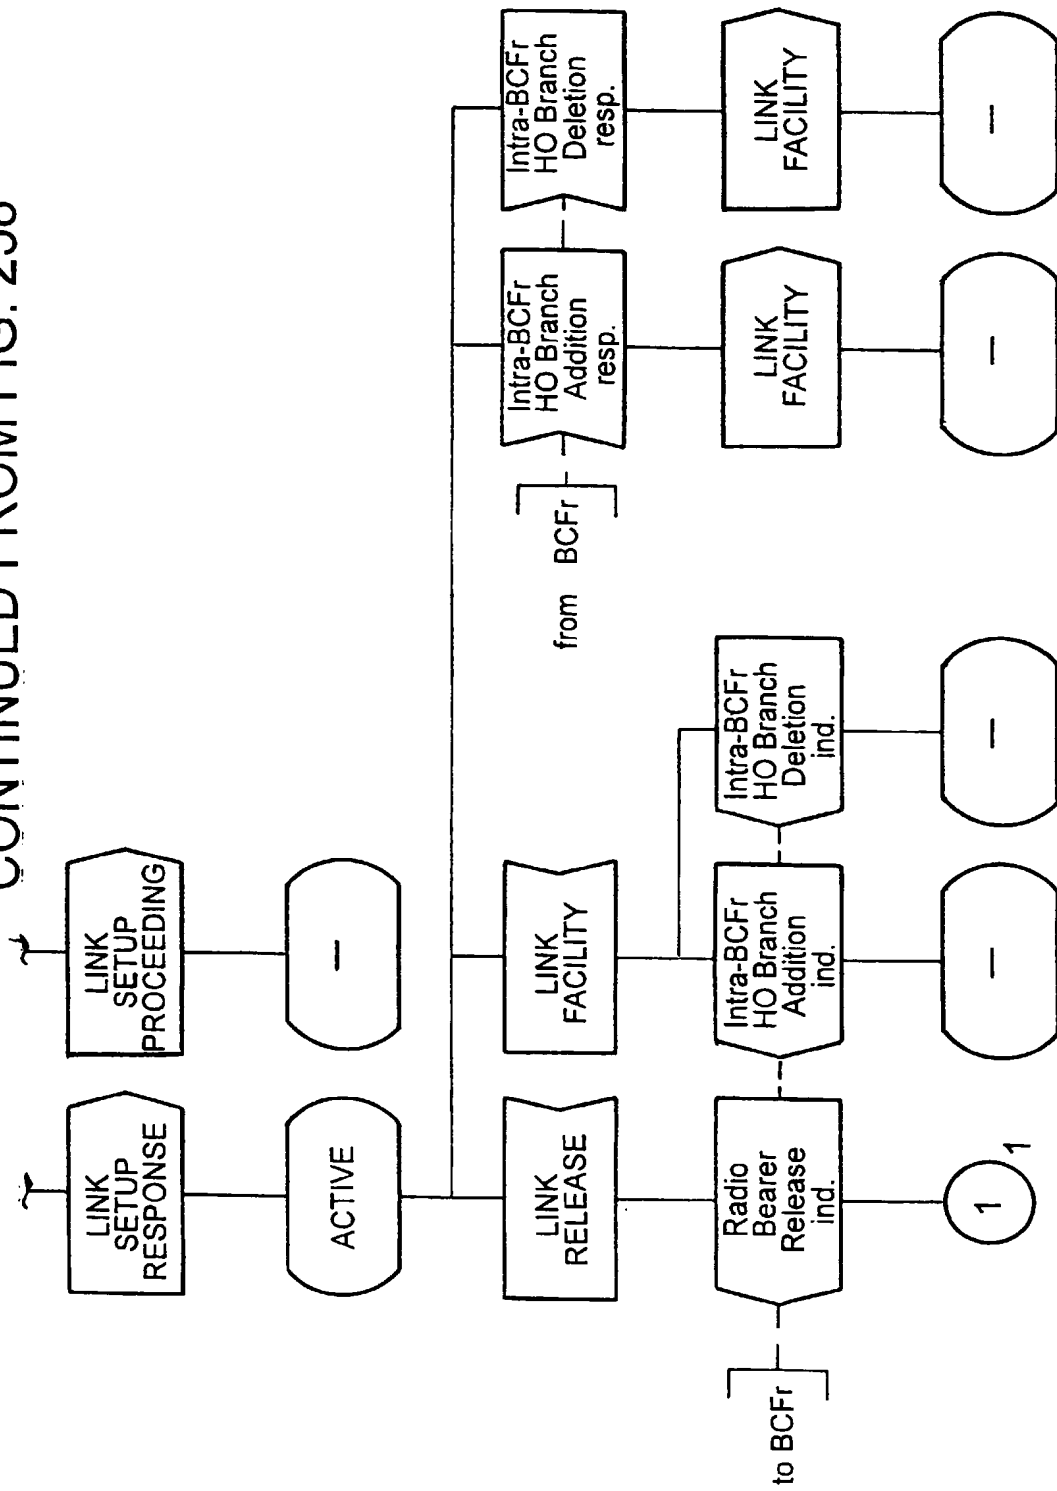 CONTINUED FROM FIG.
LINK
SETUP
RESPONSE
LINK
SETUP
PROCEEDING
ACTIVE
–
LINK
RELEASE
LINK
FACILITY
from BCFr
Intra-BCFr
HO Branch
Addition
resp.
Intra-BCFr
HO Branch
Deletion
resp.
to BCFr
Radio
Bearer
Release
ind.
Intra-BCFr
HO Branch
Addition
ind.
Intra-BCFr
HO Branch
Deletion
ind.
LINK
FACILITY
LINK
FACILITY
1
1
–
–
–
–